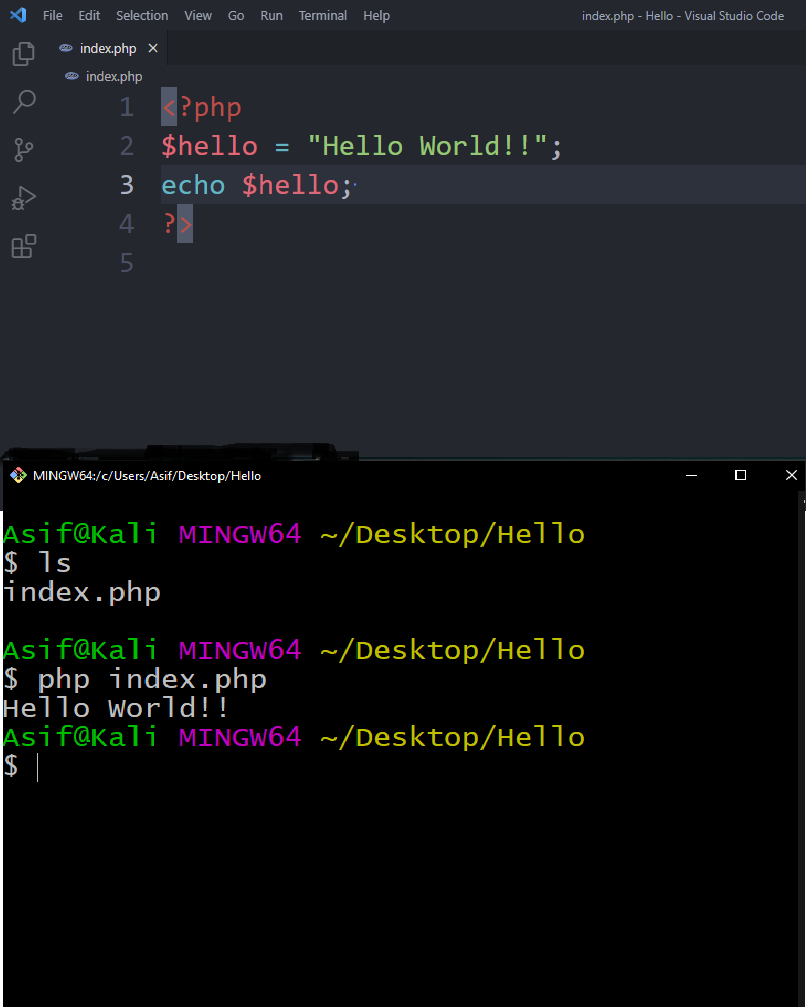 File Edit Selection View Go Run Terminal Help index.php - Hello - Visual Studio Code
index.php
index.php
1 <?php
2 $hello = "Hello World!!";
3 echo $hello;
4 ?>
5
MINGW64:/c/Users/Asif/Desktop/Hello
Asif@Kali MINGW64 ~/Desktop/Hello
$ ls
index.php
Asif@Kali MINGW64 ~/Desktop/Hello
$ php index.php
Hello World!!
Asif@Kali MINGW64 ~/Desktop/Hello
$